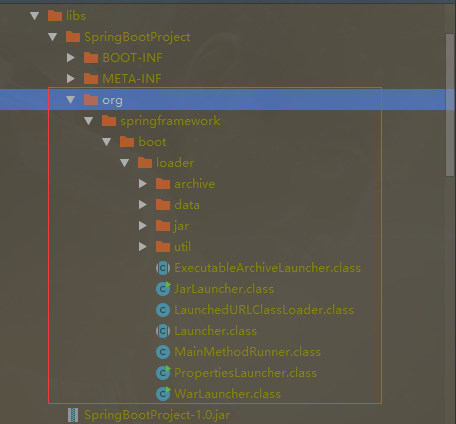 libs
SpringBootProject
BOOT-INF
META-INF
org
springframework
boot
loader
archive
data
jar
util
ExecutableArchiveLauncher.class
JarLauncher.class
LaunchedURLClassLoader.class
Launcher.class
MainMethodRunner.class
PropertiesLauncher.class
WarLauncher.class
SpringBootProject-1.0.jar